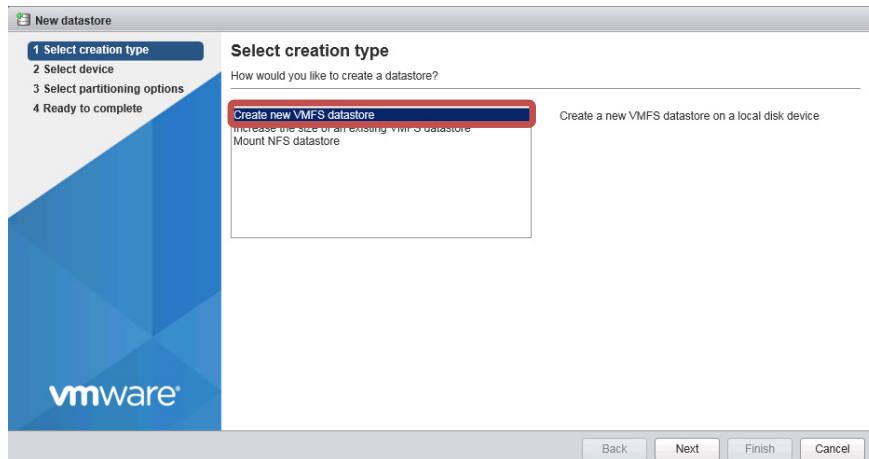 New datastore
1 Select creation type
2 Select device
3 Select partitioning options
4 Ready to complete
Select creation type
How would you like to create a datastore?
Create new VMFS datastore
Increase the size of an existing VMFS datastore
Mount NFS datastore
Create a new VMFS datastore on a local disk device
vmware®
Back
Next
Finish
Cancel